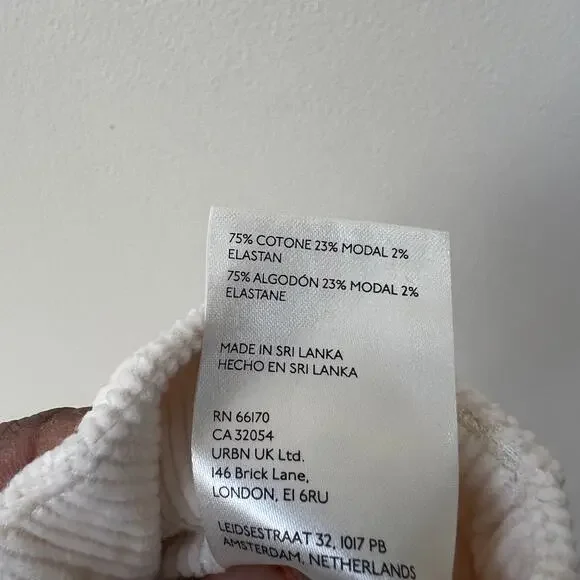 75% COTONE 23% MODAL 2%
ELASTAN
75% ALGODÓN 23% MODAL 2%
ELASTANE
MADE IN SRI LANKA
HECHO EN SRI LANKA
RN 66170
CA 32054
URBN UK Ltd.
146 Brick Lane,
LONDON, E1 6RU
LEIDSESTRAAT 32, 1017 PB
AMSTERDAM, NETHERLANDS